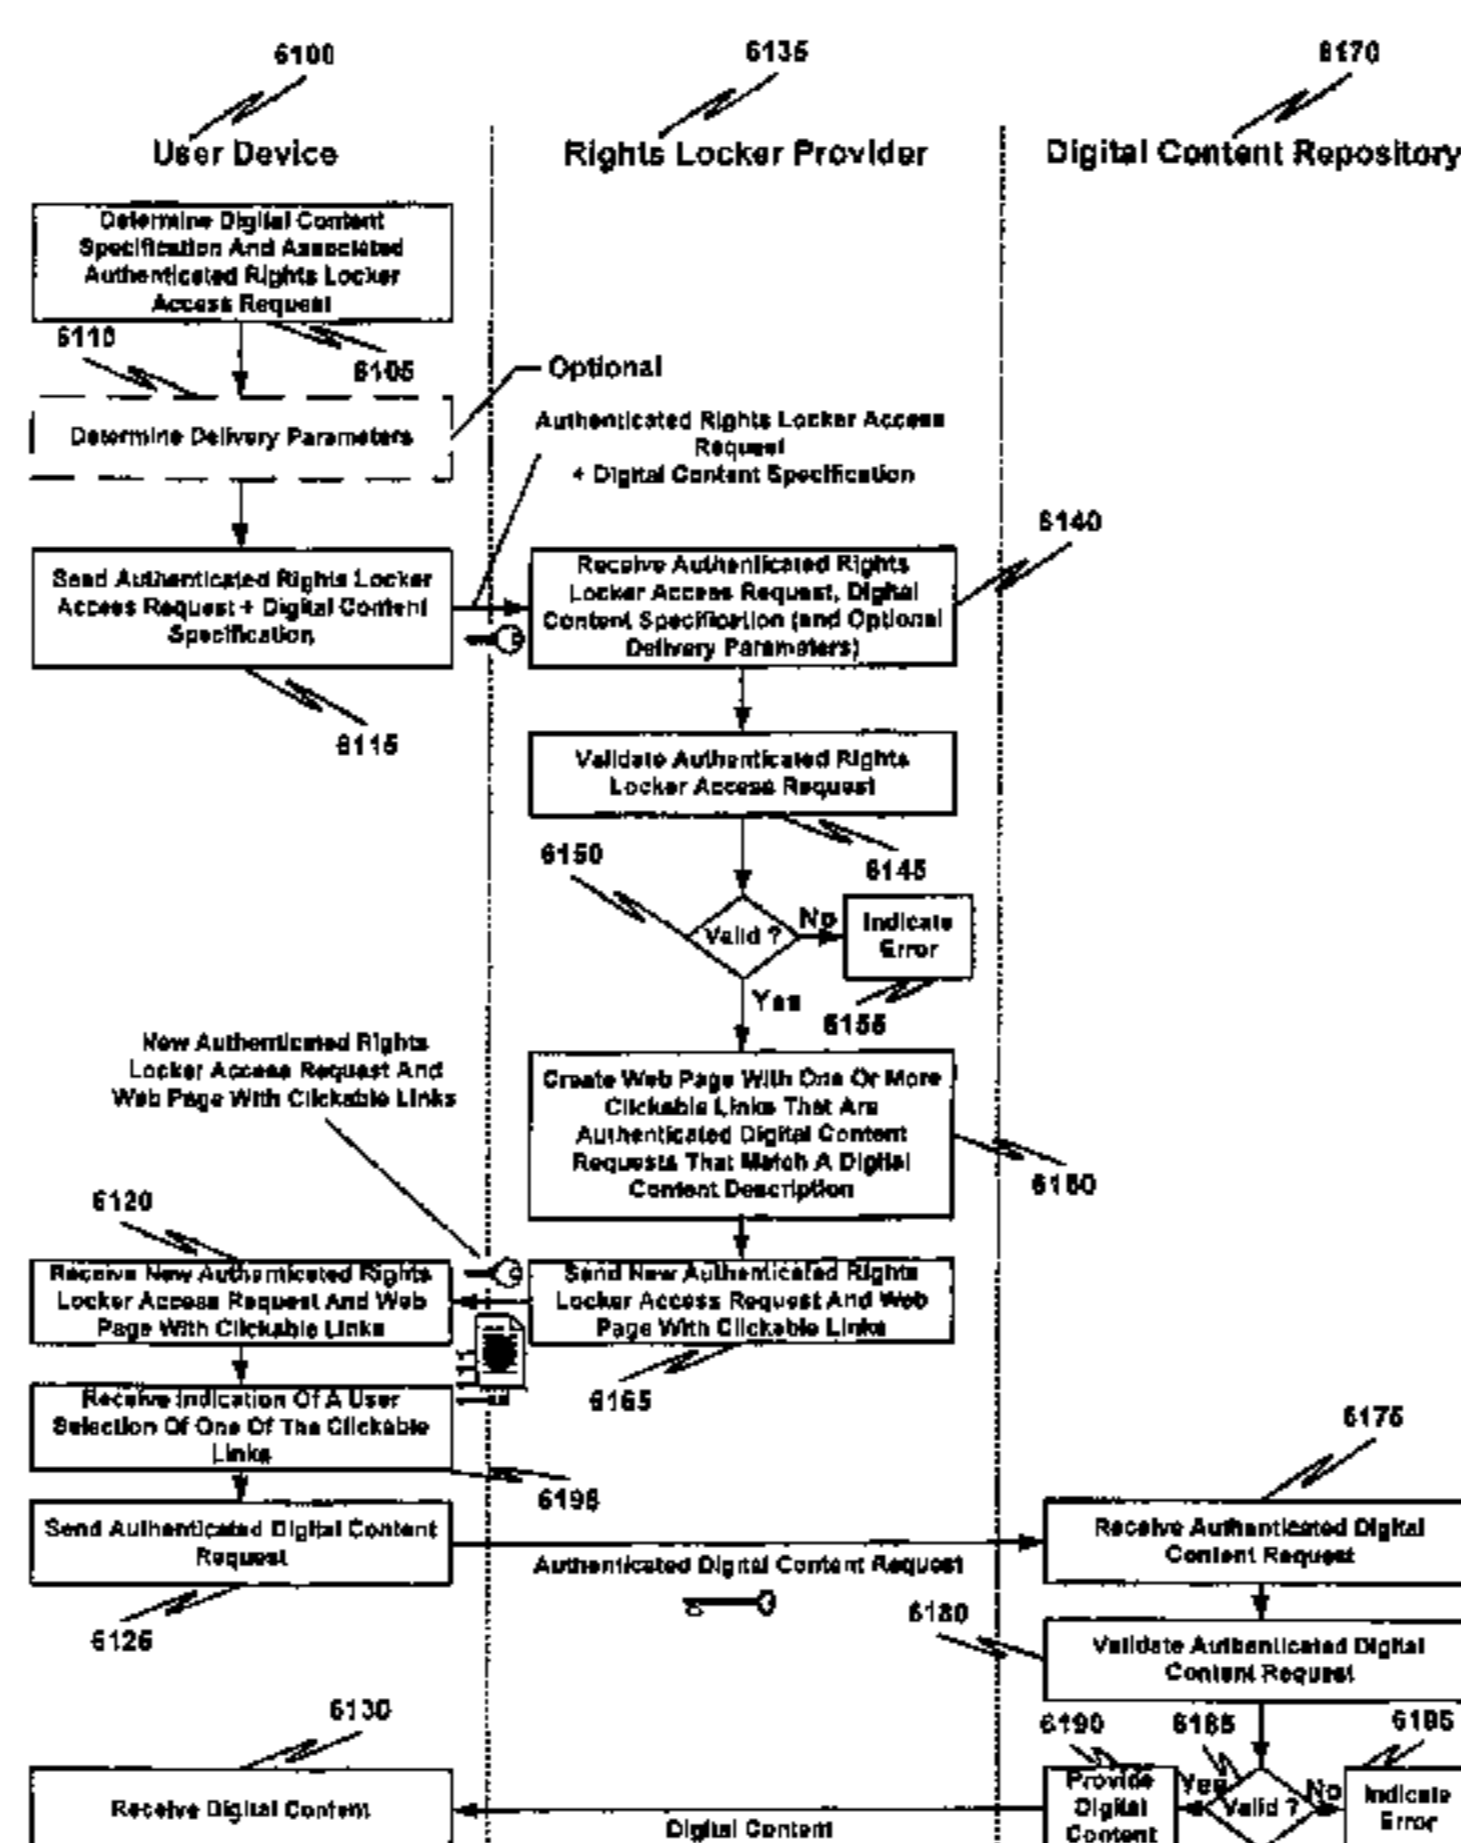 6100
6135
6170
User Device
Rights Locker Provider
Digital Content Repository
Determine Digital Content
Specification And Associated
Authenticated Rights Locker
Access Request
6110
6105
Optional
Determine Delivery Parameters
Authenticated Rights Locker Access
Request
+ Digital Content Specification
6140
Send Authenticated Rights Locker
Access Request + Digital Content
Specification
Receive Authenticated Rights
Locker Access Request, Digital
Content Specification (and Optional
Delivery Parameters)
6115
Validate Authenticated Rights
Locker Access Request
6150
6145
Valid ?
No
Indicate
Error
Yes
6155
New Authenticated Rights
Locker Access Request And
Web Page With Clickable Links
Create Web Page With One Or More
Clickable Links That Are
Authenticated Digital Content
Requests That Match A Digital
Content Description
6160
6120
Receive New Authenticated Rights
Locker Access Request And Web
Page With Clickable Links
Send New Authenticated Rights
Locker Access Request And Web
Page With Clickable Links
6165
Receive Indication Of A User
Selection Of One Of The Clickable
Links
6175
6198
Send Authenticated Digital Content
Request
Authenticated Digital Content Request
Receive Authenticated Digital
Content Request
6125
6180
Validate Authenticated Digital
Content Request
6130
6190
6185
6195
Receive Digital Content
Digital Content
Provide
Digital
Content
Yes
Valid ?
No
Indicate
Error